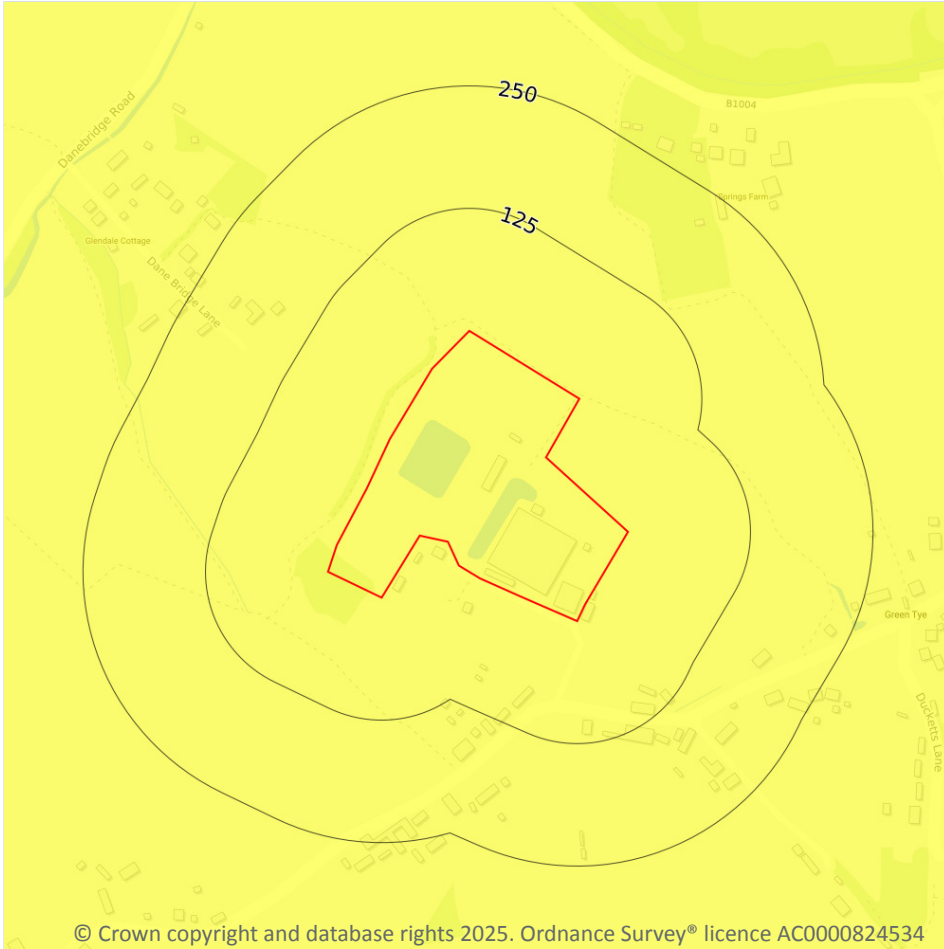 250
B1004
Danebridge Road
Springs Farm
125
Glendale Cottage
Dane Bridge Lane
Green Tye
Ducketts Lane
© Crown copyright and database rights 2025. Ordnance Survey® licence AC0000824534